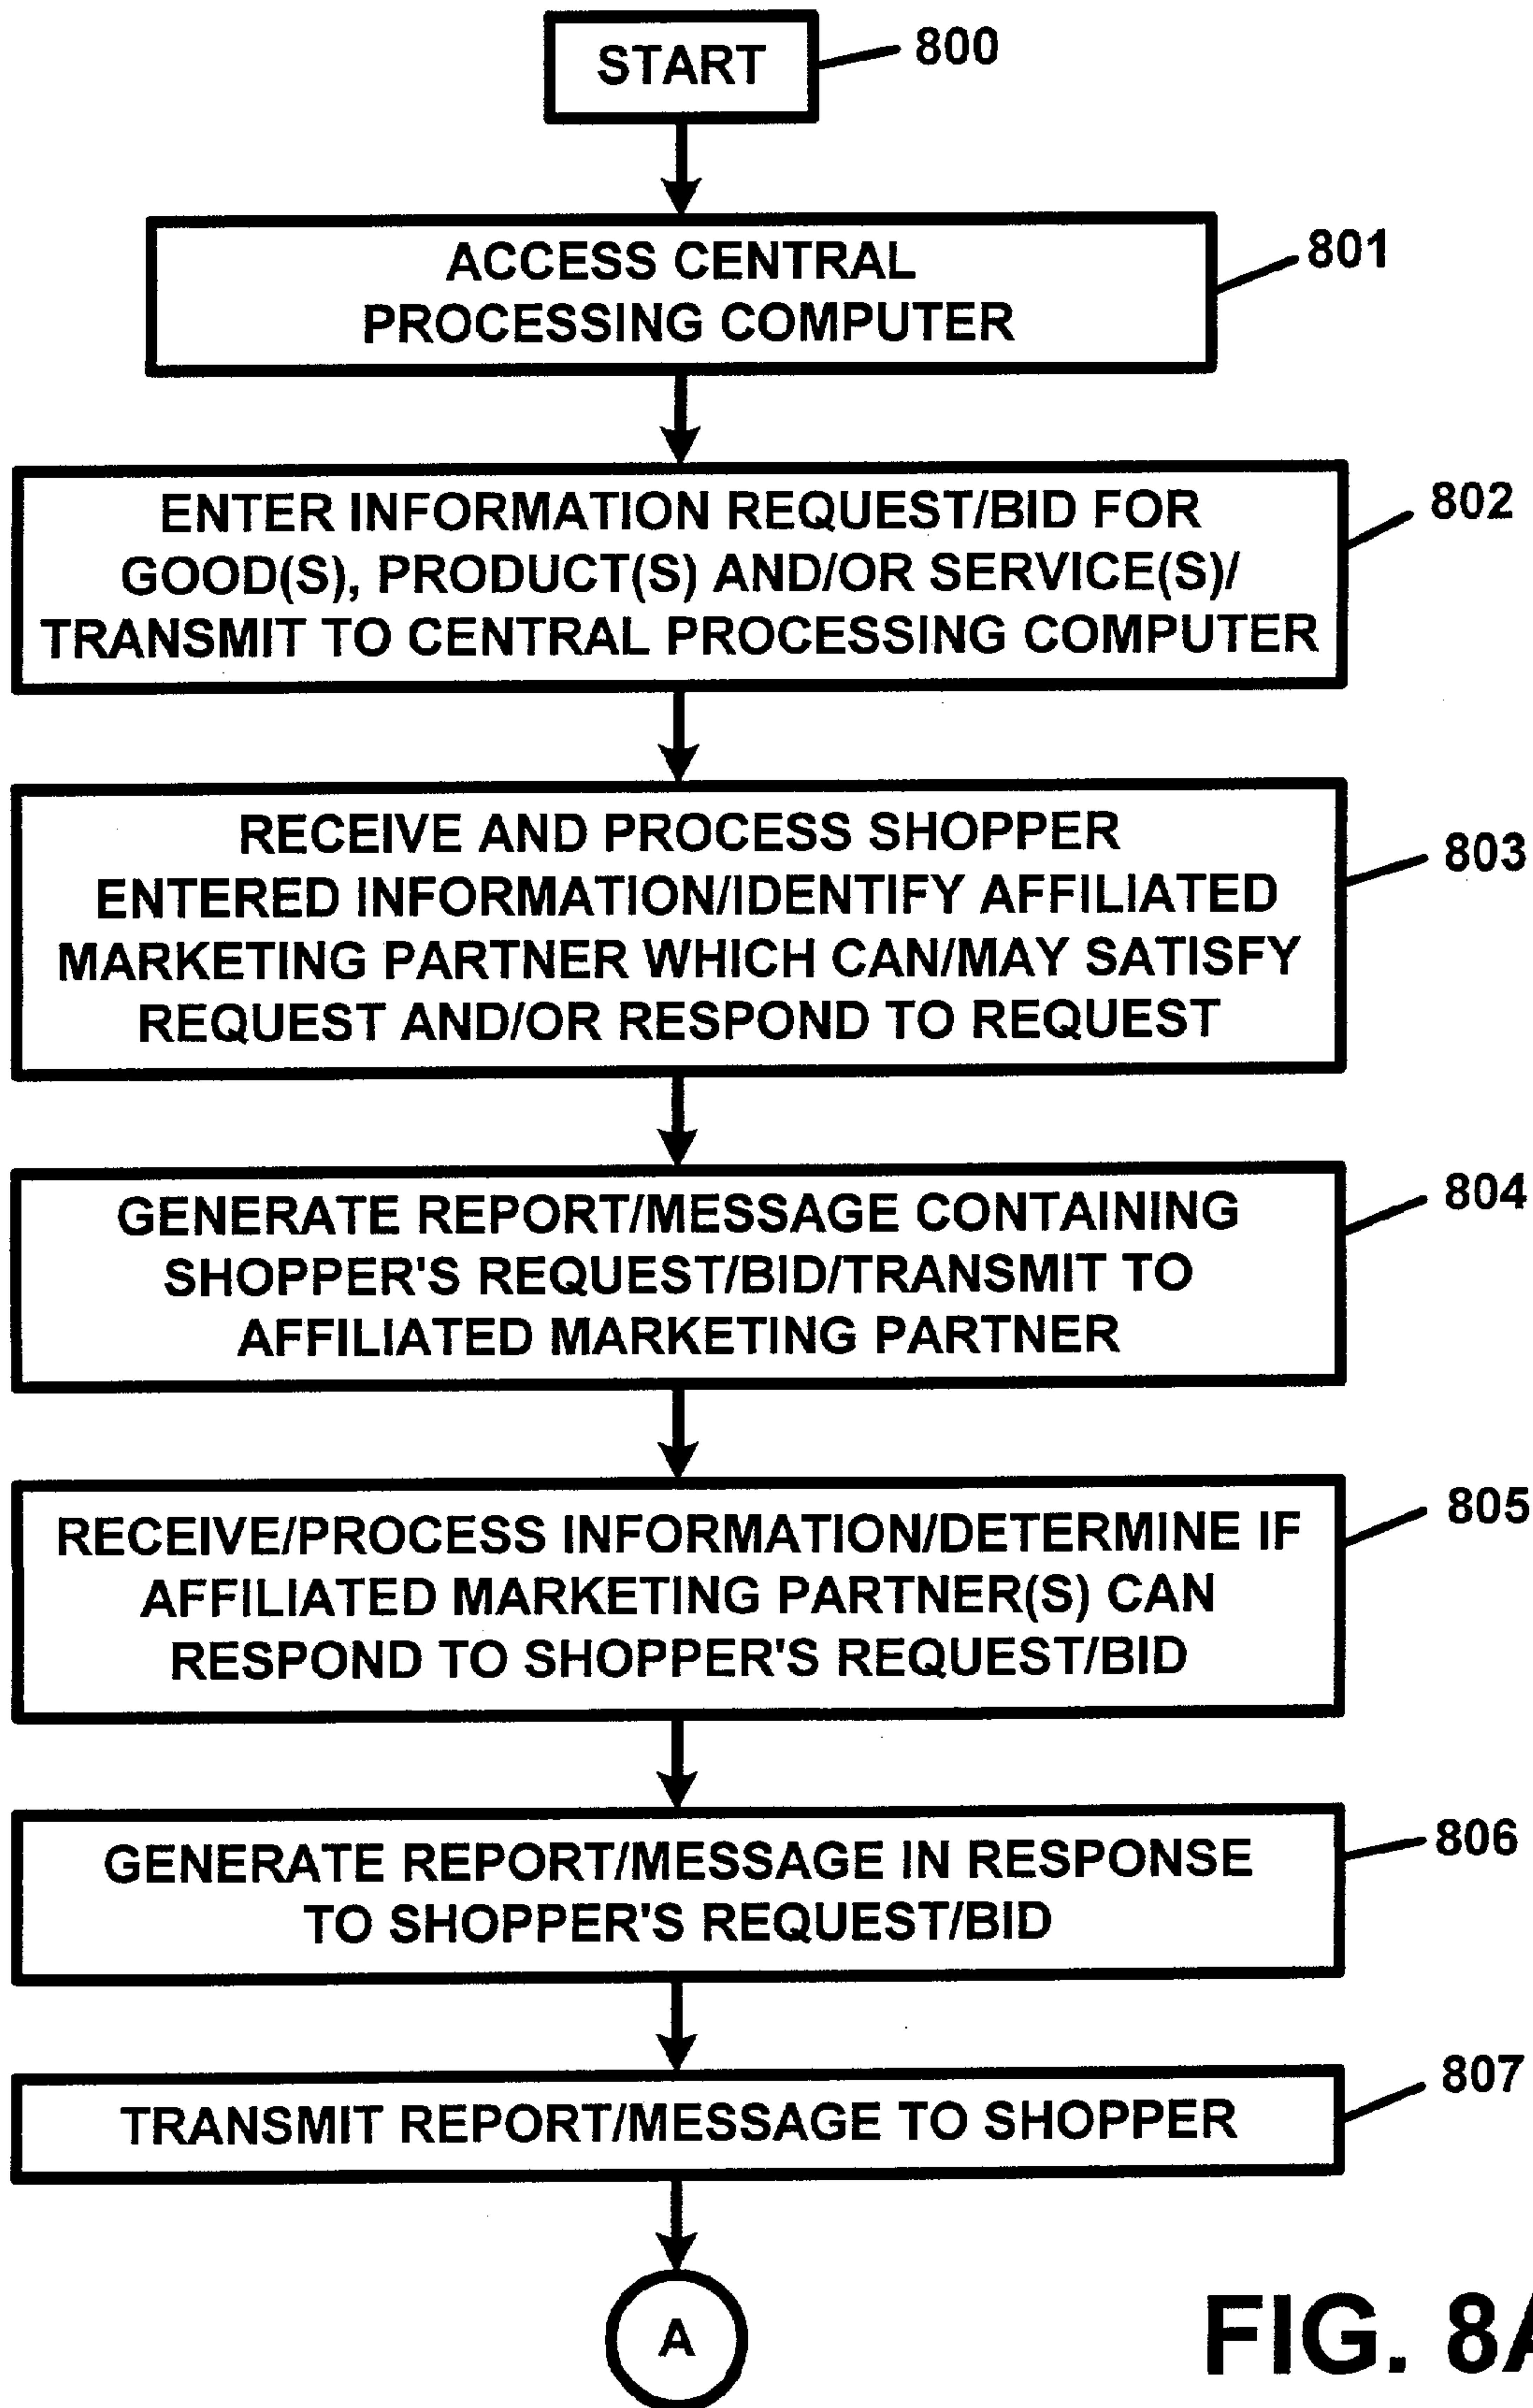 START
800
ACCESS CENTRAL
PROCESSING COMPUTER
801
ENTER INFORMATION REQUEST/BID FOR
GOOD(S), PRODUCT(S) AND/OR SERVICE(S)/
TRANSMIT TO CENTRAL PROCESSING COMPUTER
802
RECEIVE AND PROCESS SHOPPER
ENTERED INFORMATION/IDENTIFY AFFILIATED
MARKETING PARTNER WHICH CAN/MAY SATISFY
REQUEST AND/OR RESPOND TO REQUEST
803
GENERATE REPORT/MESSAGE CONTAINING
SHOPPER'S REQUEST/BID/TRANSMIT TO
AFFILIATED MARKETING PARTNER
804
RECEIVE/PROCESS INFORMATION/DETERMINE IF
AFFILIATED MARKETING PARTNER(S) CAN
RESPOND TO SHOPPER'S REQUEST/BID
805
GENERATE REPORT/MESSAGE IN RESPONSE
TO SHOPPER'S REQUEST/BID
806
TRANSMIT REPORT/MESSAGE TO SHOPPER
807
A
FIG. 8A